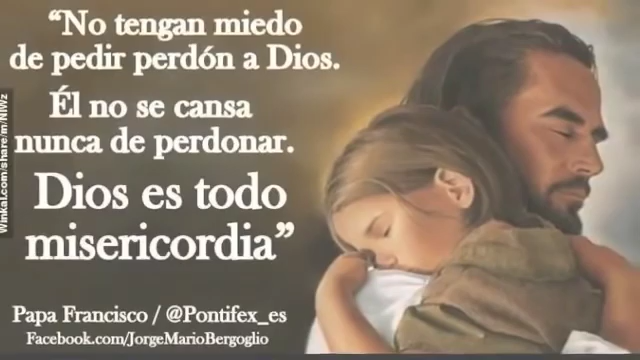 “No tengan miedo
de pedir perdón a Dios.
Él no se cansa
nunca de perdonar.
Dios es todo
misericordia”
Papa Francisco / @Pontifex_es
Facebook.com/JorgeMarioBergoglio
Winkal.com/share/m/NIWz